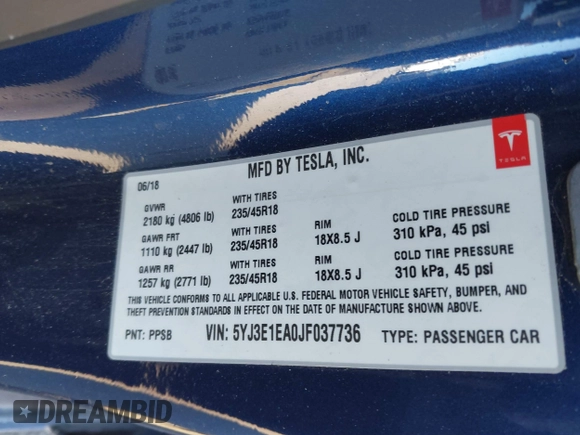 MFD BY TESLA, INC.
TESLA
06/18
GVWR WITH TIRES
2180 kg (4806 lb) 235/45R18
GAWR FRT WITH TIRES RIM COLD TIRE PRESSURE
1110 kg (2447 lb) 235/45R18 18X8.5 J 310 kPa, 45 psi
GAWR RR WITH TIRES RIM COLD TIRE PRESSURE
1257 kg (2771 lb) 235/45R18 18X8.5 J 310 kPa, 45 psi
THIS VEHICLE CONFORMS TO ALL APPLICABLE U.S. FEDERAL MOTOR VEHICLE SAFETY, BUMPER, AND
THEFT PREVENTION STANDARDS IN EFFECT ON THE DATE OF MANUFACTURE SHOWN ABOVE.
PNT: PPSB VIN: 5YJ3E1EA0JF037736 TYPE: PASSENGER CAR
DREAMBID